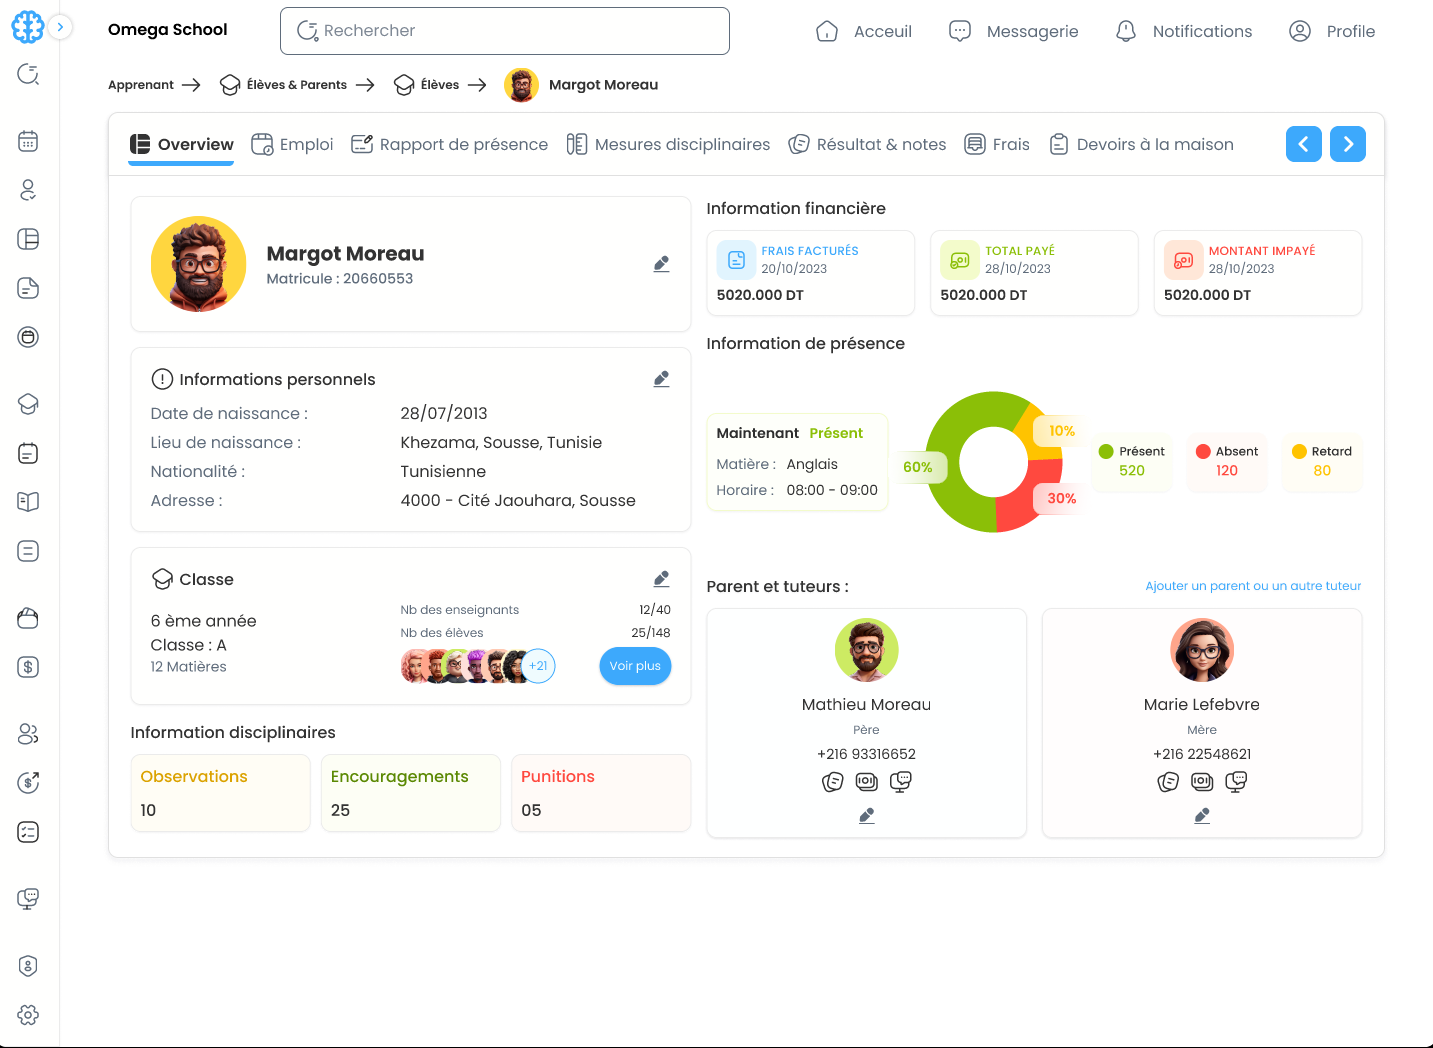 Omega School
Rechercher
Acceuil
Messagerie
Notifications
Profile
Apprenant
Élèves & Parents
Élèves
Margot Moreau
Overview
Emploi
Rapport de présence
Mesures disciplinaires
Résultat & notes
Frais
Devoirs à la maison
Margot Moreau
Matricule : 20660553
Informations personnels
Date de naissance : 28/07/2013
Lieu de naissance : Khezama, Sousse, Tunisie
Nationalité : Tunisienne
Adresse : 4000 - Cité Jaouhara, Sousse
Classe
6 ème année
Classe : A
12 Matières
Nb des enseignants 12/40
Nb des élèves 25/148
+21
Voir plus
Information disciplinaires
Observations
10
Encouragements
25
Punitions
05
Information financière
FRAIS FACTURÉS
20/10/2023
5020.000 DT
TOTAL PAYÉ
28/10/2023
5020.000 DT
MONTANT IMPAYÉ
28/10/2023
5020.000 DT
Information de présence
Maintenant Présent
Matière : Anglais
Horaire : 08:00 - 09:00
60%
10%
30%
Présent
520
Absent
120
Retard
80
Parent et tuteurs :
Ajouter un parent ou un autre tuteur
Mathieu Moreau
Père
+216 93316652
Marie Lefebvre
Mère
+216 22548621